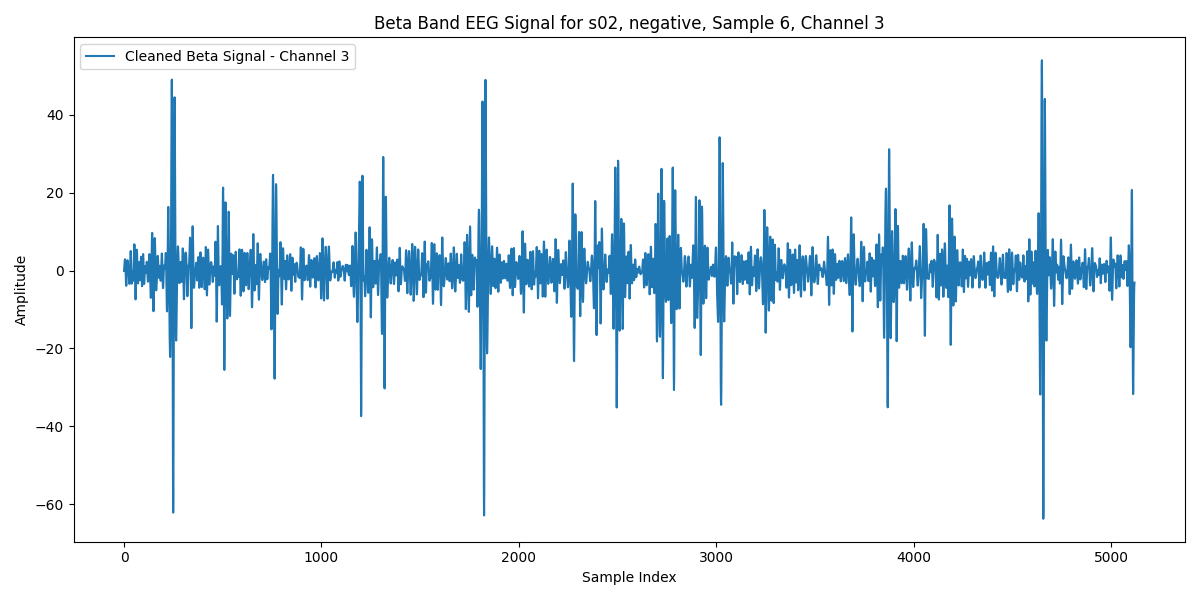 Beta Band EEG Signal for s02, negative, Sample 6, Channel 3
Cleaned Beta Signal - Channel 3
Amplitude
40
20
0
−20
−40
−60
0 1000 2000 3000 4000 5000
Sample Index